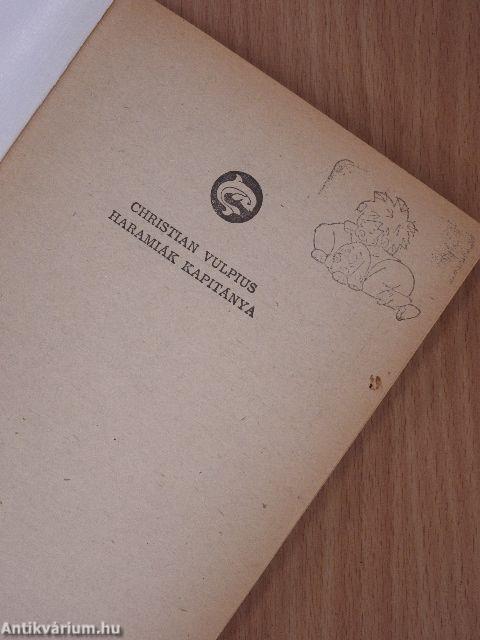 CHRISTIAN VULPIUS
HARAMIÁK KAPITÁNYA
Antikvárium.hu